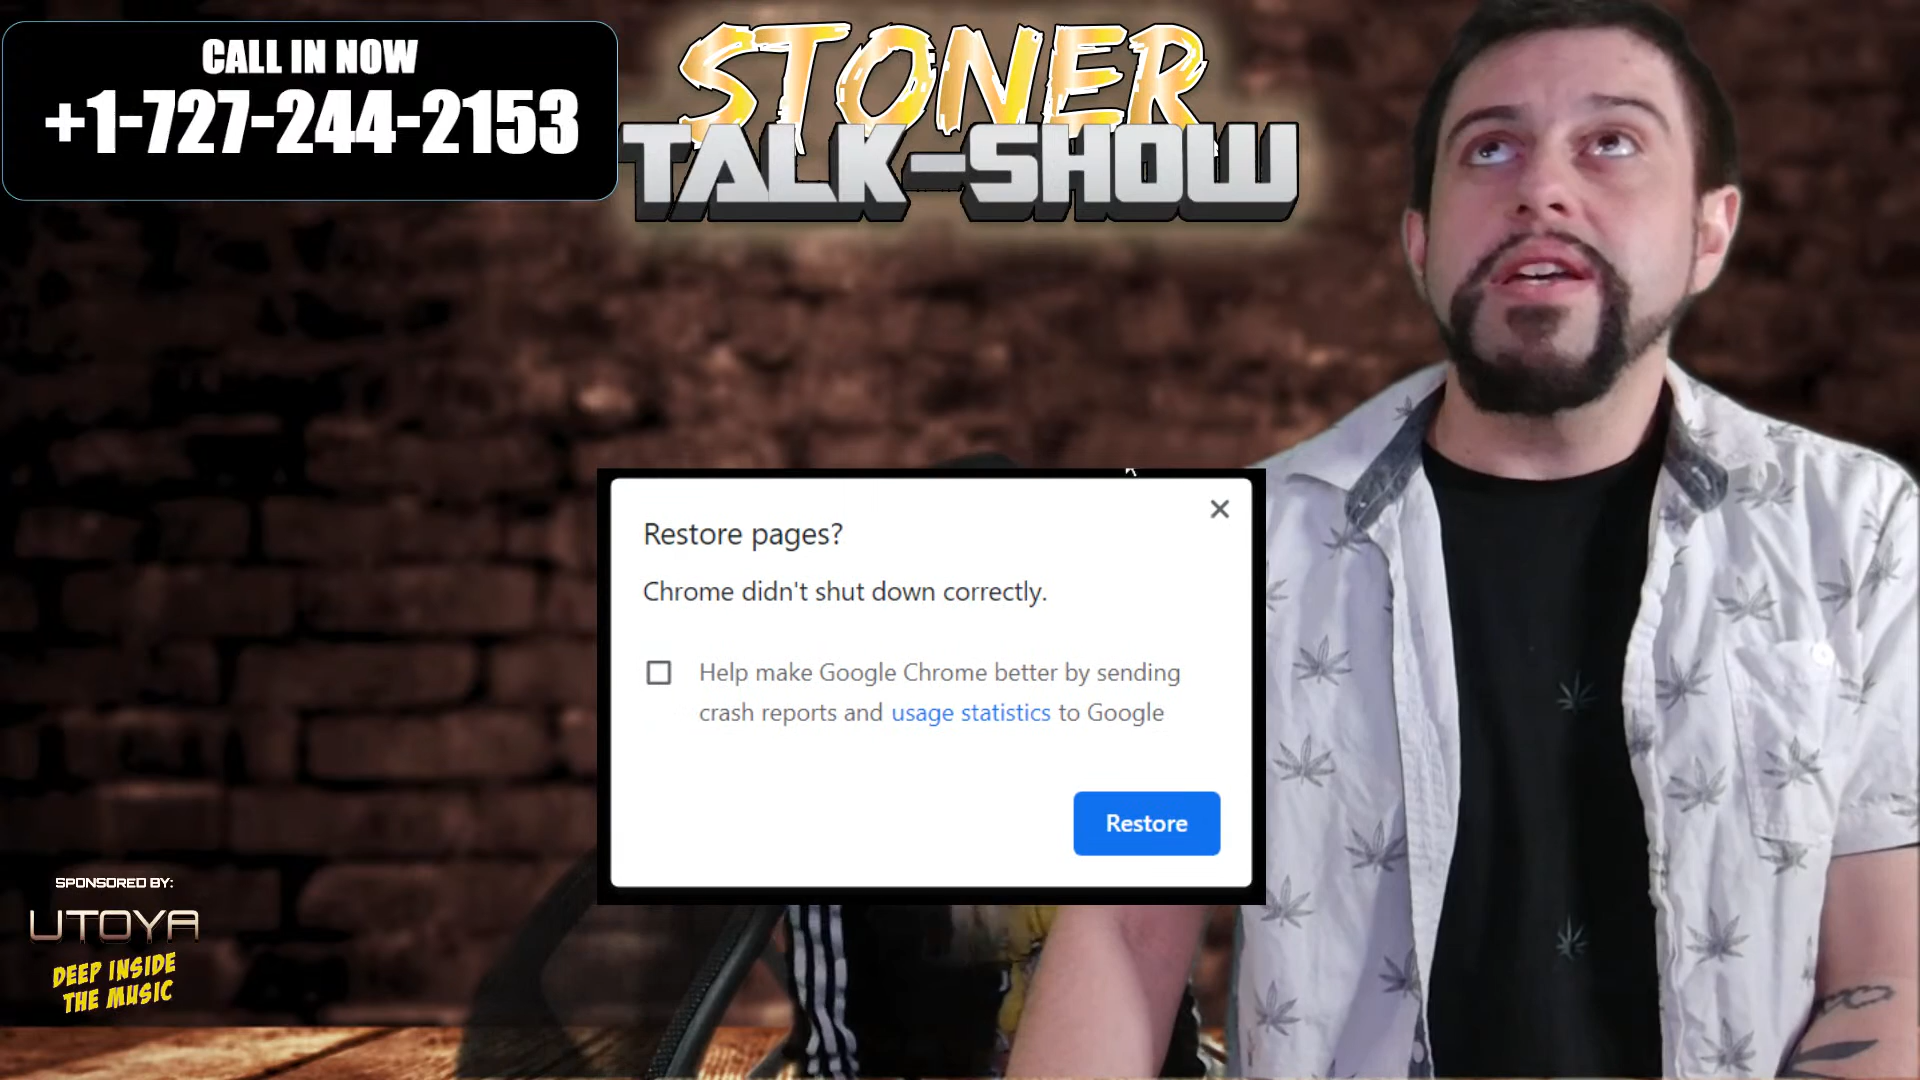 CALL IN NOW
+1-727-244-2153
STONER
TALK-SHOW
Restore pages?
Chrome didn't shut down correctly.
Help make Google Chrome better by sending
crash reports and usage statistics to Google
Restore
SPONSORED BY:
UTOYA
DEEP INSIDE
THE MUSIC